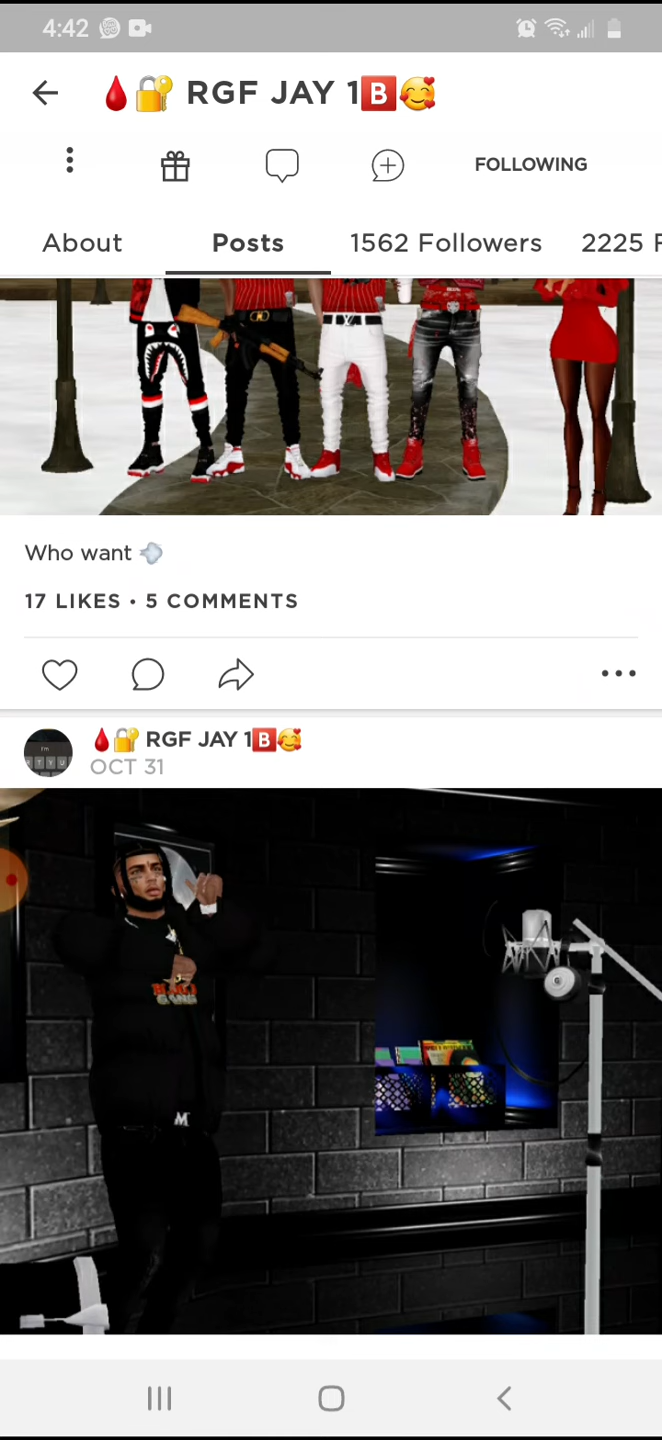 4:42
🩸🔐 RGF JAY 1🅱️🥰
FOLLOWING
About Posts 1562 Followers 2225 F
Who want 💨
17 LIKES • 5 COMMENTS
🩸🔐 RGF JAY 1🅱️🥰
OCT 31
M